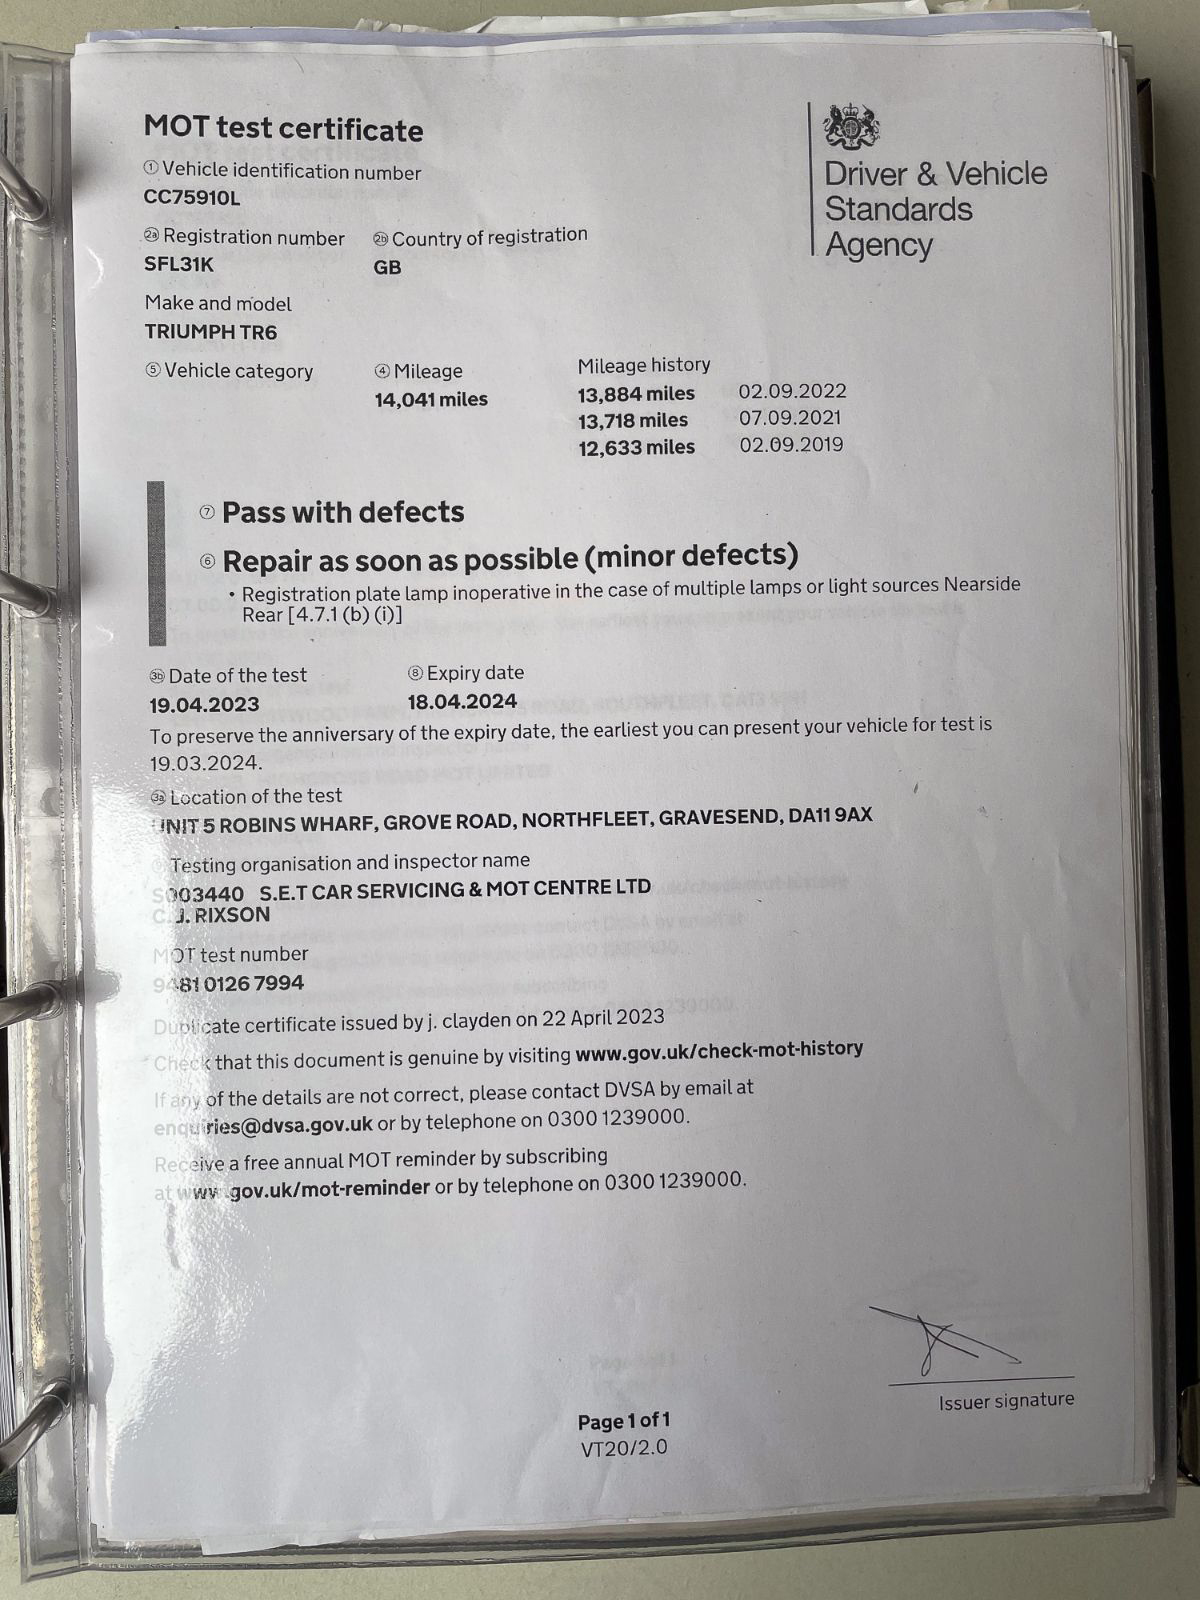 MOT test certificate
① Vehicle identification number
CC75910L
2a Registration number 2b Country of registration
SFL31K GB
Make and model
TRIUMPH TR6
⑤ Vehicle category ④ Mileage Mileage history
14,041 miles 13,884 miles 02.09.2022
13,718 miles 07.09.2021
12,633 miles 02.09.2019
Driver & Vehicle
Standards
Agency
⑦ Pass with defects
⑥ Repair as soon as possible (minor defects)
• Registration plate lamp inoperative in the case of multiple lamps or light sources Nearside
Rear [4.7.1 (b) (i)]
3b Date of the test ⑧ Expiry date
19.04.2023 18.04.2024
To preserve the anniversary of the expiry date, the earliest you can present your vehicle for test is
19.03.2024.
3a Location of the test
UNIT 5 ROBINS WHARF, GROVE ROAD, NORTHFLEET, GRAVESEND, DA11 9AX
Testing organisation and inspector name
S003440 S.E.T CAR SERVICING & MOT CENTRE LTD
C. J. RIXSON
MOT test number
9481 0126 7994
Duplicate certificate issued by j. clayden on 22 April 2023
Check that this document is genuine by visiting www.gov.uk/check-mot-history
If any of the details are not correct, please contact DVSA by email at
enquiries@dvsa.gov.uk or by telephone on 0300 1239000.
Receive a free annual MOT reminder by subscribing
at www.gov.uk/mot-reminder or by telephone on 0300 1239000.
Issuer signature
Page 1 of 1
VT20/2.0